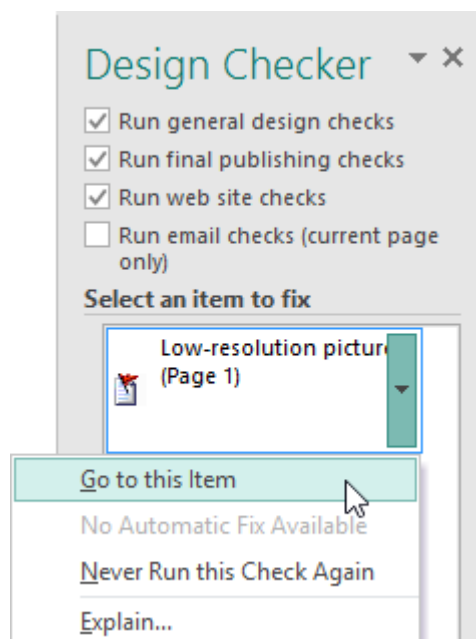 Design Checker
Run general design checks
Run final publishing checks
Run web site checks
Run email checks (current page
only)
Select an item to fix
Low-resolution picture
(Page 1)
Go to this Item
No Automatic Fix Available
Never Run this Check Again
Explain...